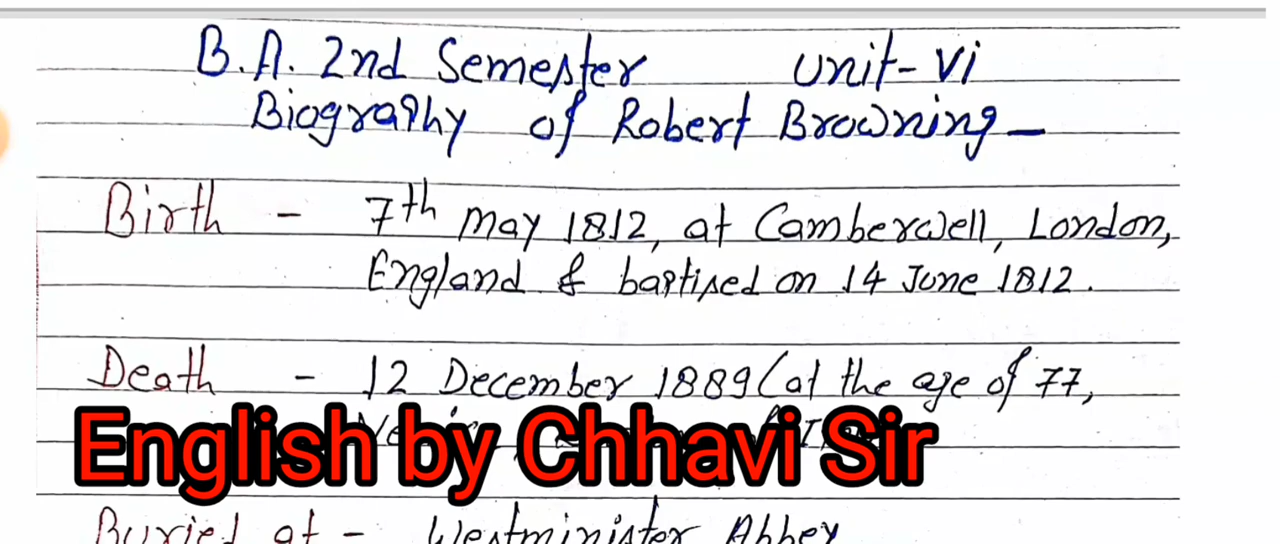 B.A. 2nd Semester Unit-Vi
Biography of Robert Browning—
Birth - 7th May 1812, at Camberwell, London,
England & baptised on 14 June 1812.
Death - 12 December 1889 (at the age of 77,
English by Chhavi Sir
Buried at - Westminister Abbey